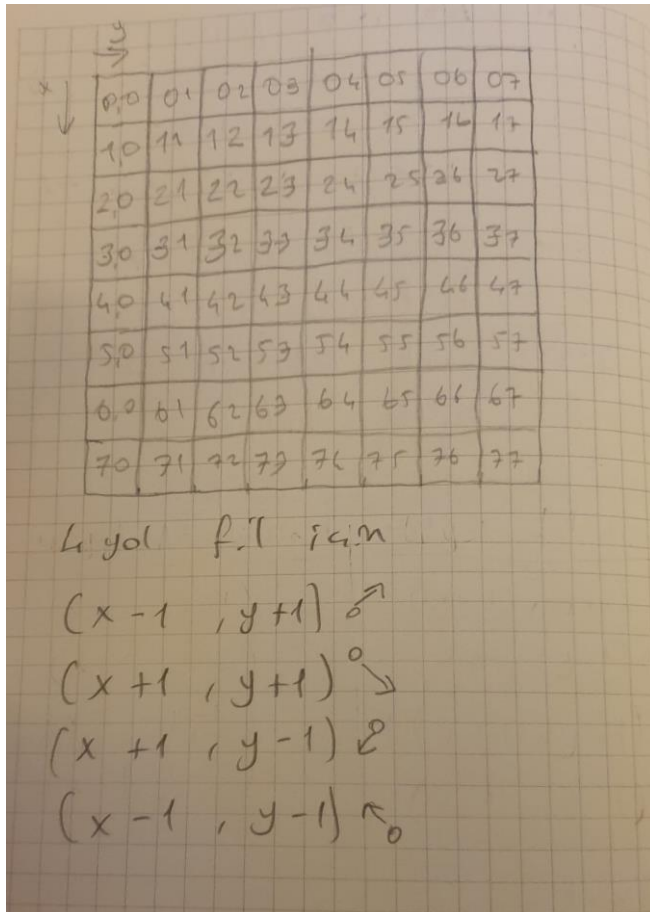 y
x
0,0 01 02 03 04 05 06 07
1,0 11 12 13 14 15 16 17
2,0 21 22 23 24 25 26 27
3,0 31 32 33 34 35 36 37
4,0 41 42 43 44 45 46 47
5,0 51 52 53 54 55 56 57
6,0 61 62 63 64 65 66 67
70 71 72 73 74 75 76 77
4 yol fil için
(x-1 , y+1)
(x+1 , y+1)
(x+1 , y-1)
(x-1 , y-1)